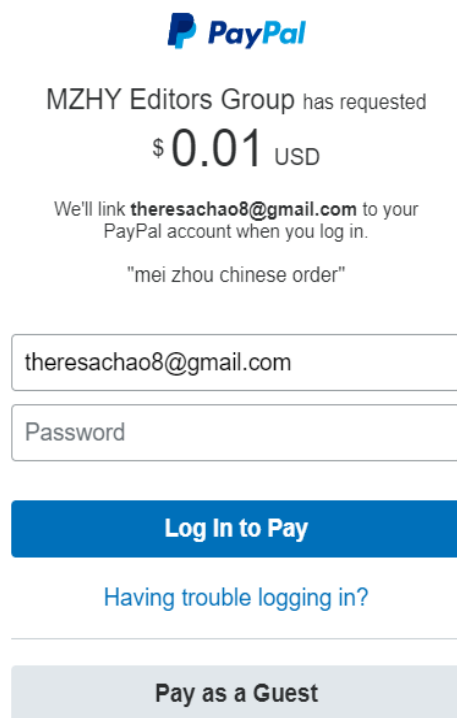 PayPal
MZHY Editors Group has requested
$ 0.01 USD
We'll link theresachao8@gmail.com to your
PayPal account when you log in.
"mei zhou chinese order"
theresachao8@gmail.com
Password
Log In to Pay
Having trouble logging in?
Pay as a Guest